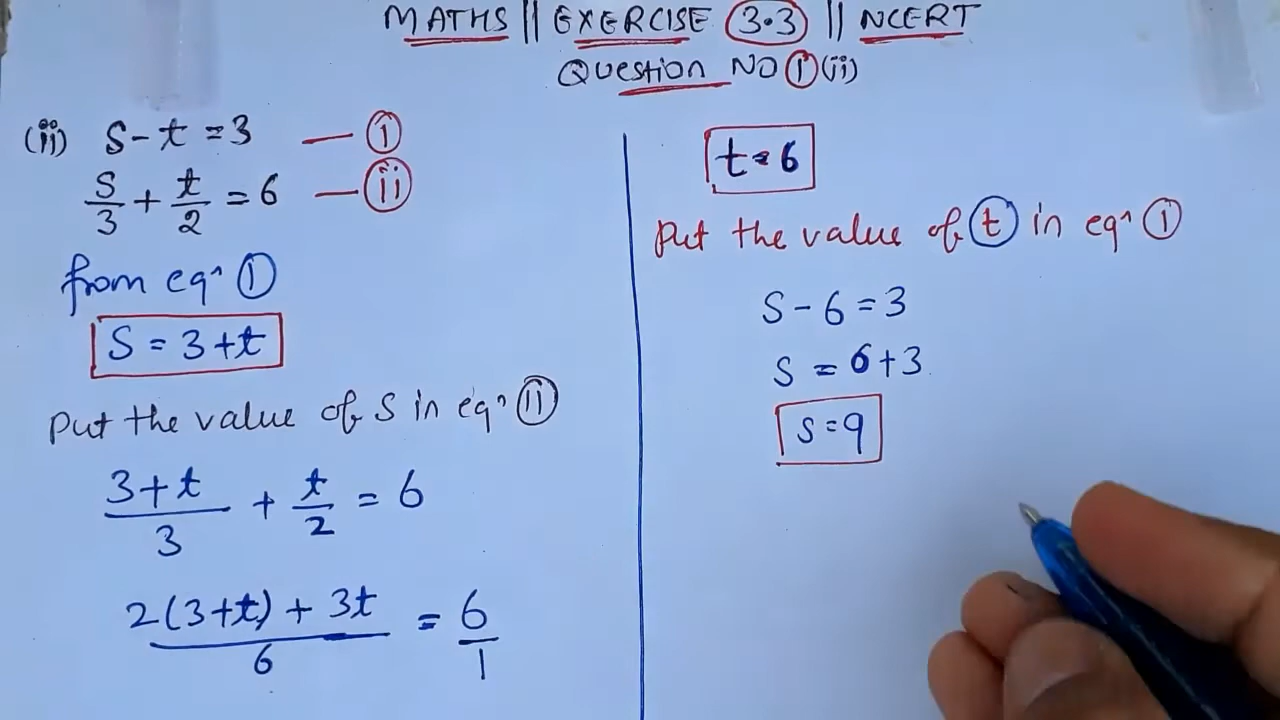 MATHS || EXERCISE 3.3 || NCERT
QUESTION NO 1 (ii)
(ii) S - t = 3 — i
S/3 + t/2 = 6 — ii
from eqn i
S = 3 + t
Put the value of S in eqn ii
3+t/3 + t/2 = 6
2(3+t) + 3t/6 = 6/1
t = 6
Put the value of t in eqn i
S - 6 = 3
S = 6 + 3
S = 9